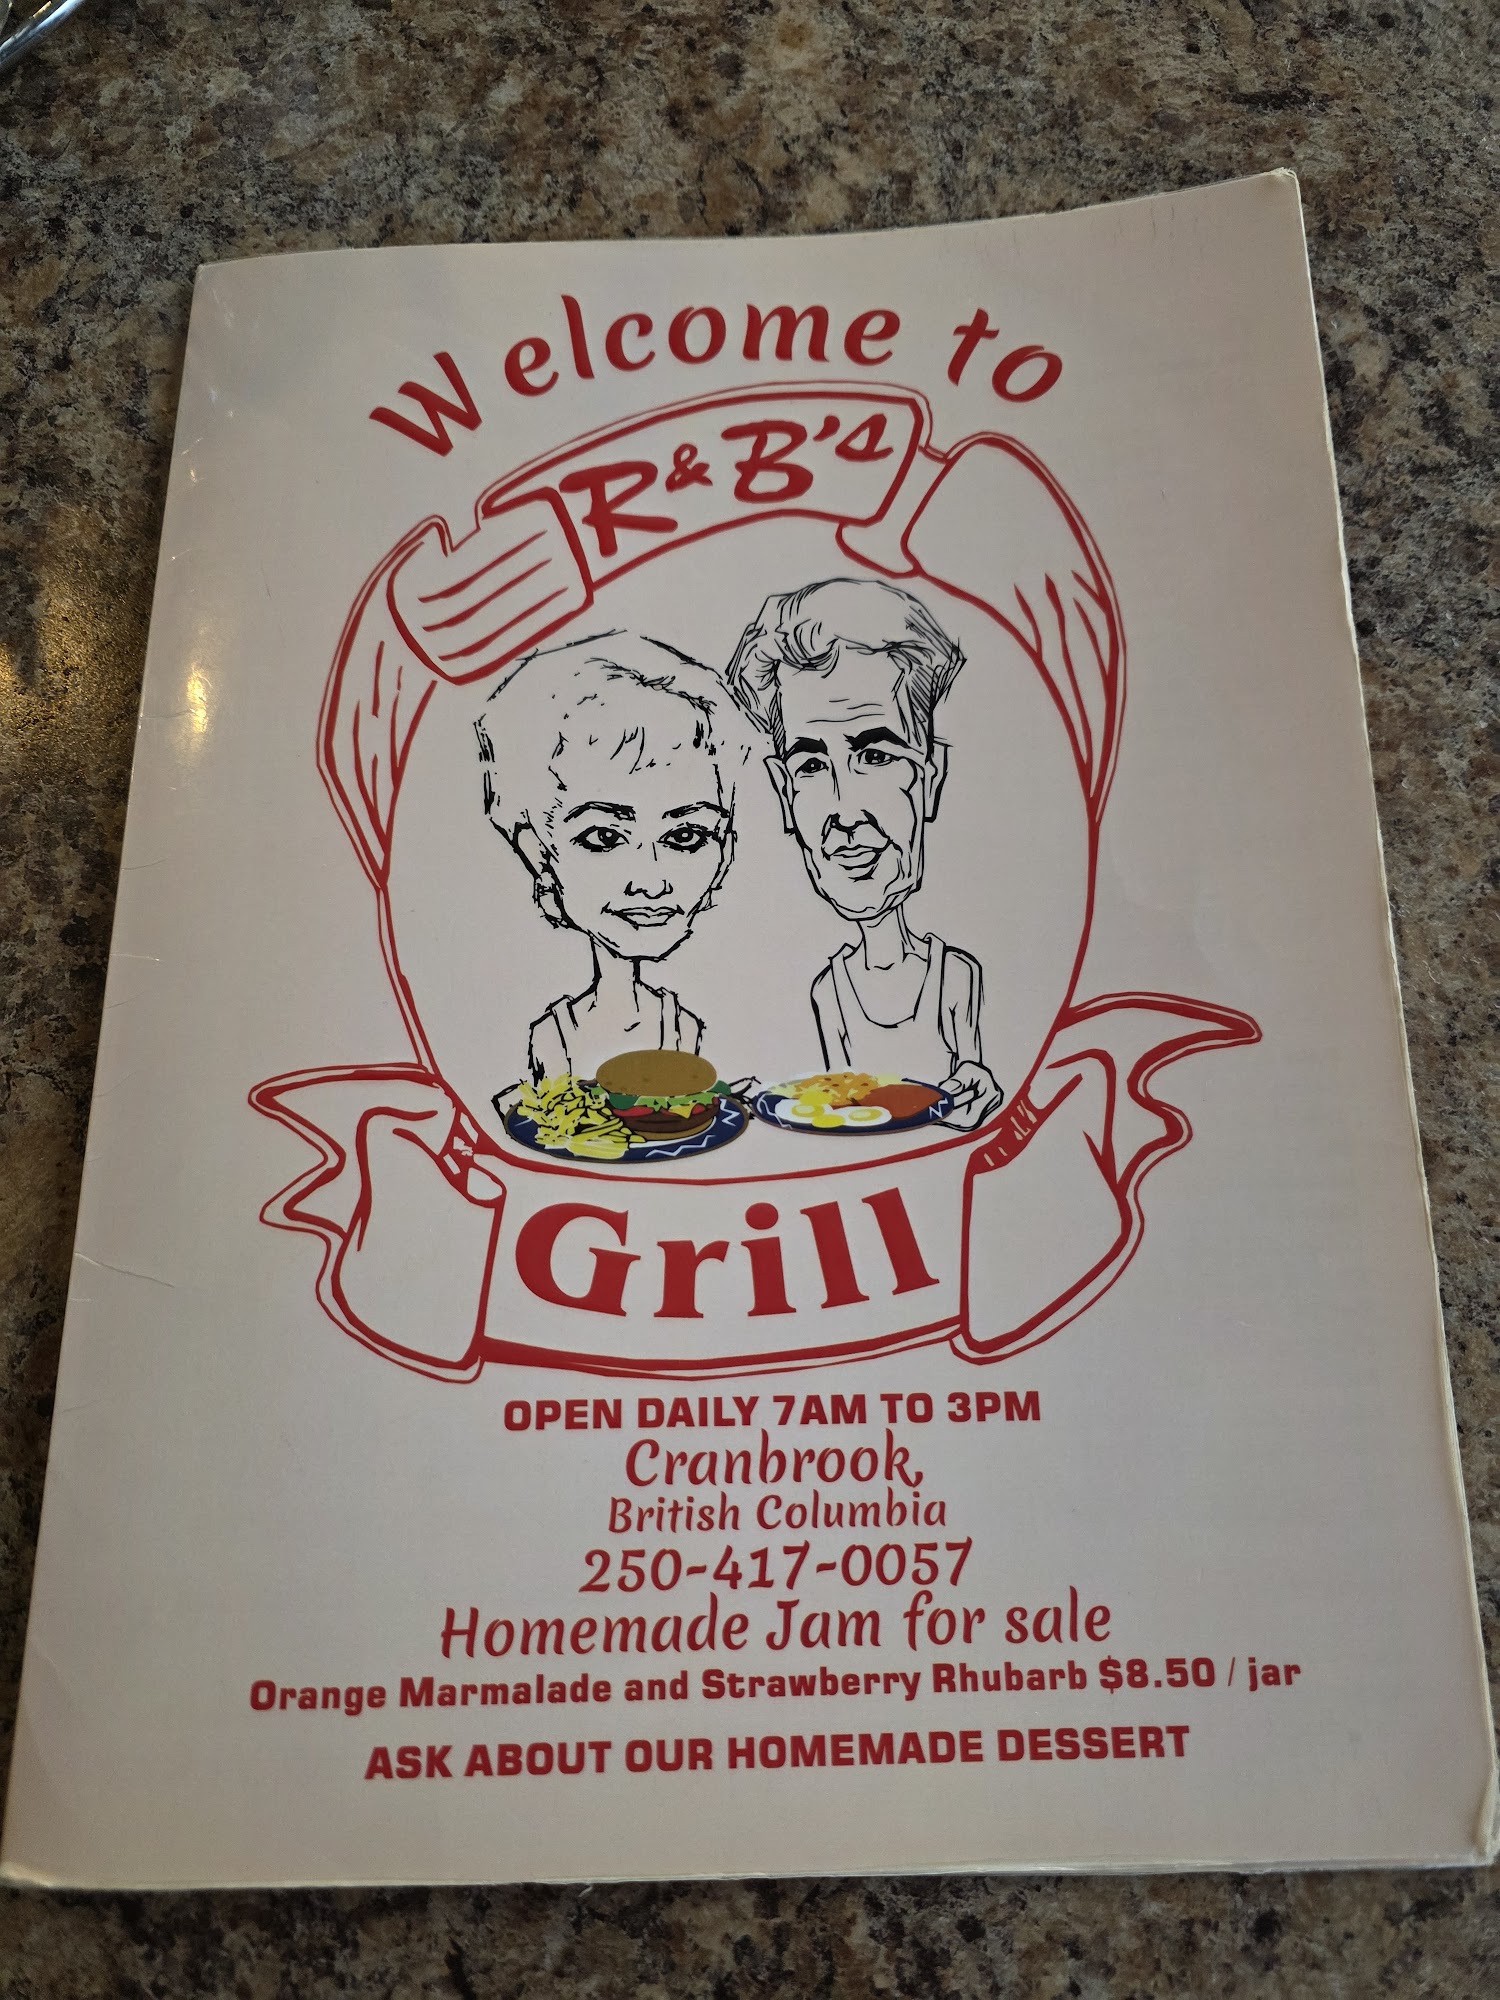 Welcome to
R&B's
Grill
OPEN DAILY 7AM TO 3PM
Cranbrook,
British Columbia
250-417-0057
Homemade Jam for sale
Orange Marmalade and Strawberry Rhubarb $8.50 / jar
ASK ABOUT OUR HOMEMADE DESSERT